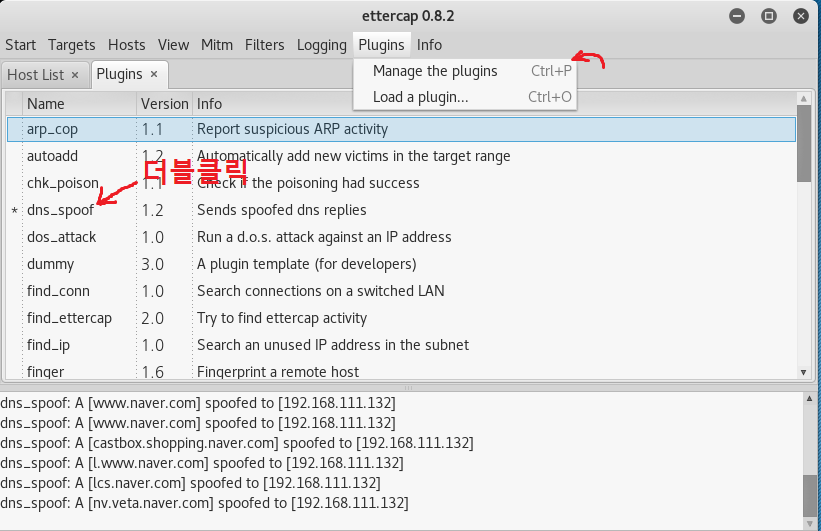 ettercap 0.8.2
Start Targets Hosts View Mitm Filters Logging Plugins Info
Host List × Plugins ×
Manage the plugins Ctrl+P
Load a plugin... Ctrl+O
Name Version Info
arp_cop 1.1 Report suspicious ARP activity
autoadd 1.2 Automatically add new victims in the target range
더블클릭
chk_poison 1.1 Check if the poisoning had success
* dns_spoof 1.2 Sends spoofed dns replies
dos_attack 1.0 Run a d.o.s. attack against an IP address
dummy 3.0 A plugin template (for developers)
find_conn 1.0 Search connections on a switched LAN
find_ettercap 2.0 Try to find ettercap activity
find_ip 1.0 Search an unused IP address in the subnet
finger 1.6 Fingerprint a remote host
dns_spoof: A [www.naver.com] spoofed to [192.168.111.132]
dns_spoof: A [www.naver.com] spoofed to [192.168.111.132]
dns_spoof: A [castbox.shopping.naver.com] spoofed to [192.168.111.132]
dns_spoof: A [l.www.naver.com] spoofed to [192.168.111.132]
dns_spoof: A [lcs.naver.com] spoofed to [192.168.111.132]
dns_spoof: A [nv.veta.naver.com] spoofed to [192.168.111.132]